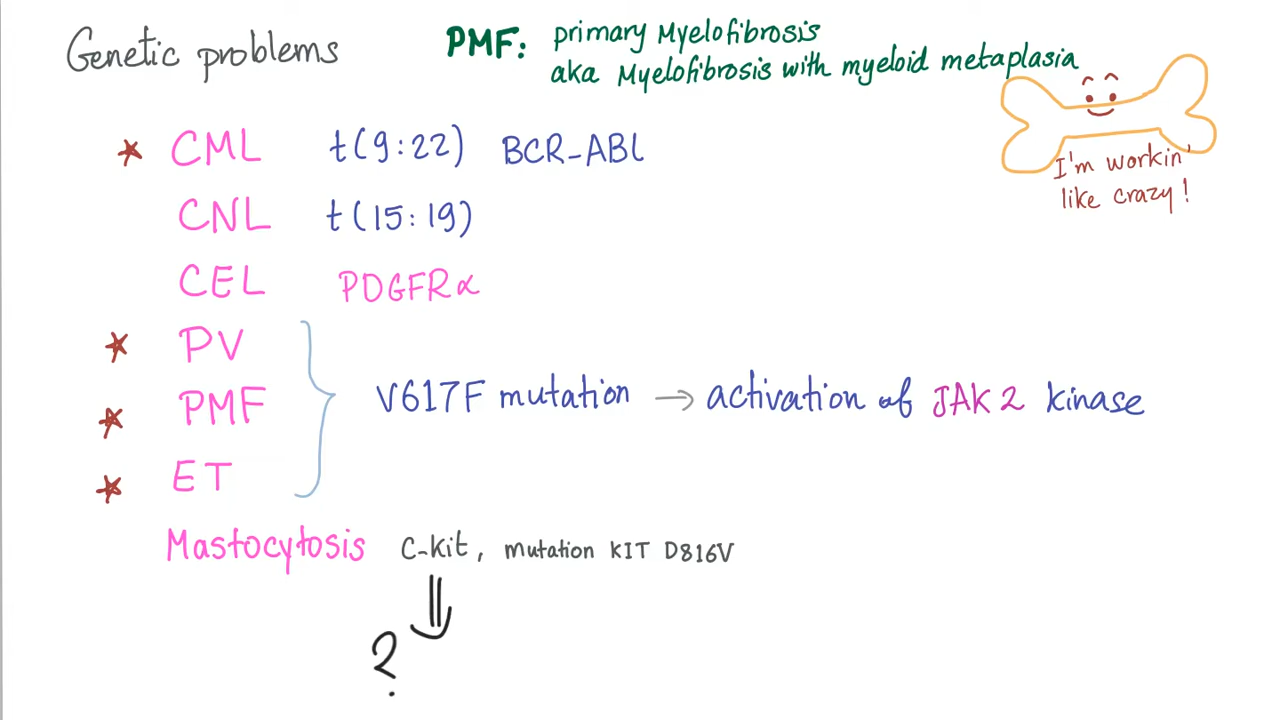 Genetic problems
PMF: primary Myelofibrosis
aka Myelofibrosis with myeloid metaplasia
CML t(9:22) BCR-ABL
I'm workin'
like crazy!
CNL t(15:19)
CEL PDGFRα
PV
PMF V617F mutation → activation of JAK2 kinase
ET
Mastocytosis C-Kit, mutation KIT D816V
?